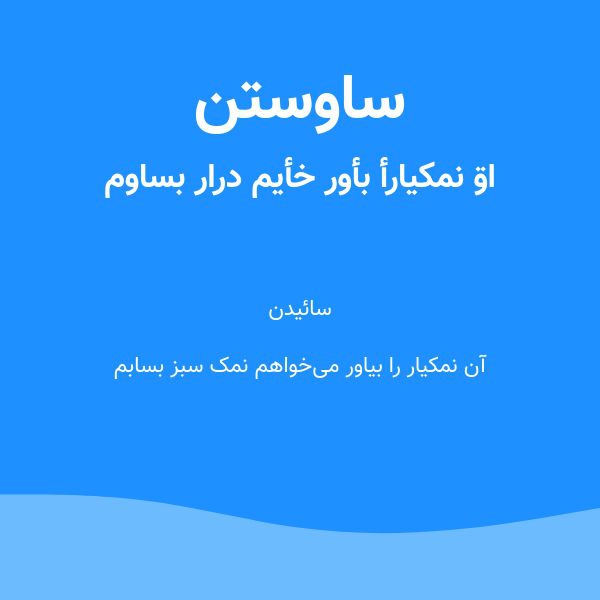 ساوستن
اۊ نمکیارأ بأور خأیم درار بساوم
سائیدن
آن نمکیار را بیاور می‌خواهم نمک سبز بسابم